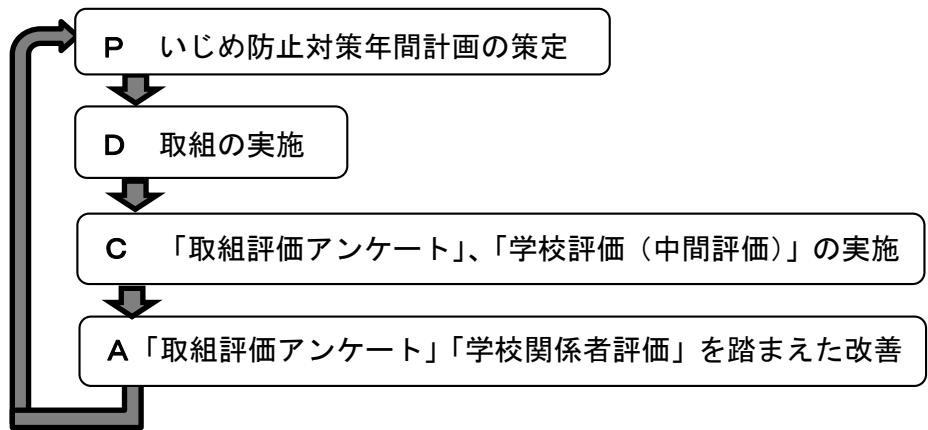 P いじめ防止対策年間計画の策定
D 取組の実施
C 「取組評価アンケート」、「学校評価（中間評価）」の実施
A「取組評価アンケート」「学校関係者評価」を踏まえた改善